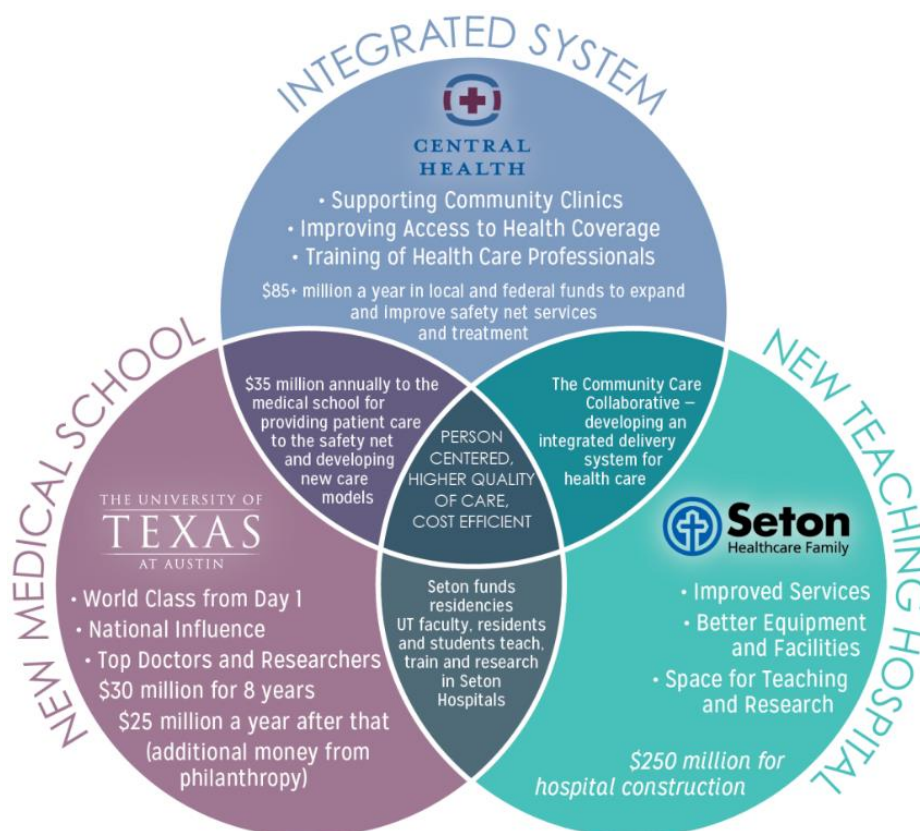 INTEGRATED SYSTEM
CENTRAL
HEALTH
• Supporting Community Clinics
• Improving Access to Health Coverage
• Training of Health Care Professionals
$85+ million a year in local and federal funds to expand
and improve safety net services
and treatment
NEW MEDICAL SCHOOL
$35 million annually to the
medical school for
providing patient care
to the safety net
and developing
new care
models
PERSON
CENTERED,
HIGHER QUALITY
OF CARE,
COST EFFICIENT
The Community Care
Collaborative –
developing an
integrated delivery
system for
health care
NEW TEACHING HOSPITAL
THE UNIVERSITY OF
TEXAS
AT AUSTIN
• World Class from Day 1
• National Influence
• Top Doctors and Researchers
$30 million for 8 years
$25 million a year after that
(additional money from
philanthropy)
Seton funds
residencies
UT faculty, residents
and students teach,
train and research
in Seton
Hospitals
Seton
Healthcare Family
• Improved Services
• Better Equipment
and Facilities
• Space for Teaching
and Research
$250 million for
hospital construction